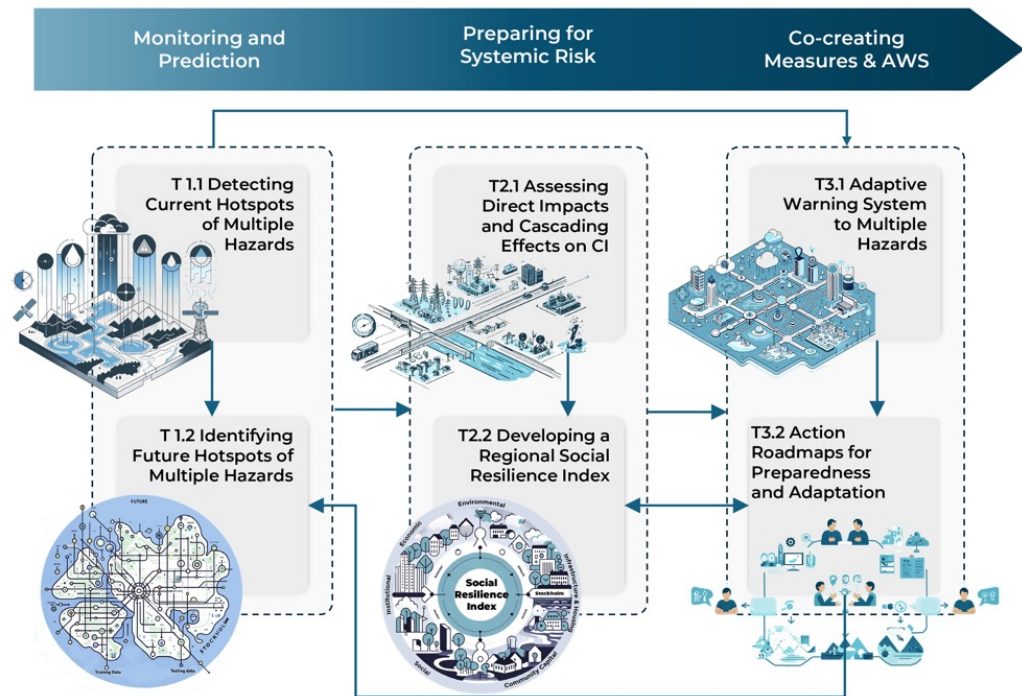 Monitoring and
Prediction
Preparing for
Systemic Risk
Co-creating
Measures & AWS
T 1.1 Detecting
Current Hotspots
of Multiple
Hazards
T2.1 Assessing
Direct Impacts
and Cascading
Effects on CI
T3.1 Adaptive
Warning System
to Multiple
Hazards
T 1.2 Identifying
Future Hotspots of
Multiple Hazards
T2.2 Developing a
Regional Social
Resilience Index
T3.2 Action
Roadmaps for
Preparedness
and Adaptation
FUTURE
STOCKHOLM
Training data
Testing data
Environmental
Economic
Infrastructure & Housing
Institutional
Social
Resilience
Index
Stockholm
Social
Community Capital